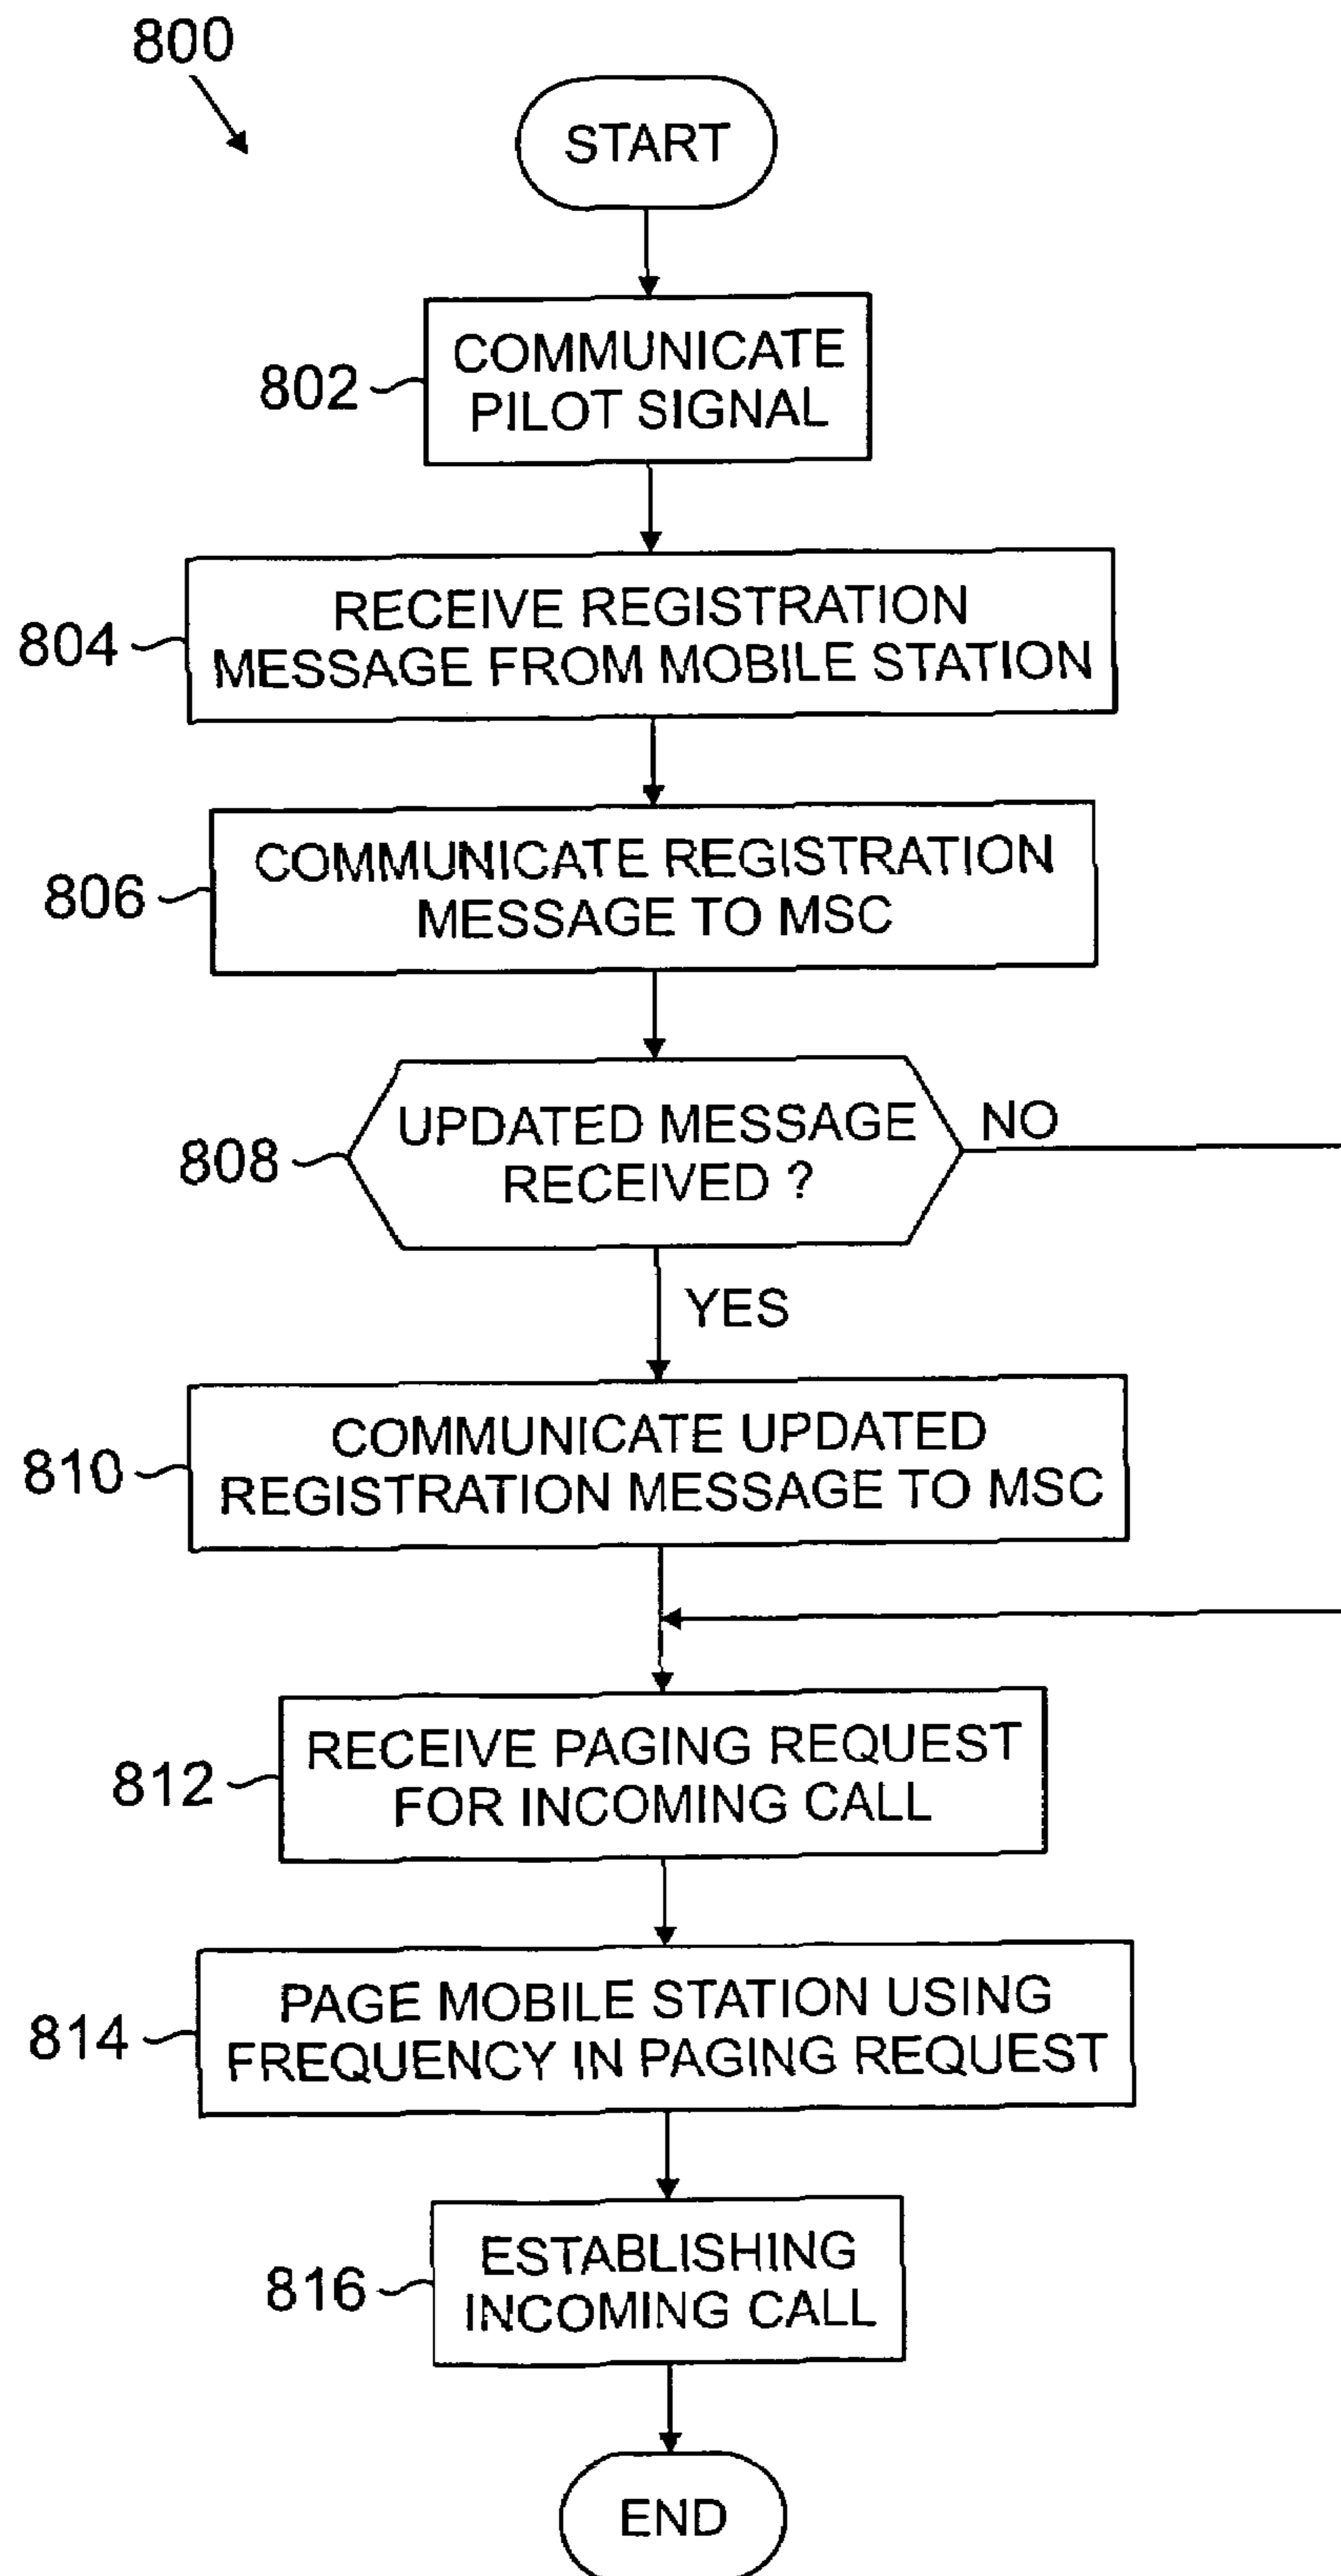 800
START
802
COMMUNICATE
PILOT SIGNAL
804
RECEIVE REGISTRATION
MESSAGE FROM MOBILE STATION
806
COMMUNICATE REGISTRATION
MESSAGE TO MSC
808
UPDATED MESSAGE
RECEIVED ?
NO
YES
810
COMMUNICATE UPDATED
REGISTRATION MESSAGE TO MSC
812
RECEIVE PAGING REQUEST
FOR INCOMING CALL
814
PAGE MOBILE STATION USING
FREQUENCY IN PAGING REQUEST
816
ESTABLISHING
INCOMING CALL
END